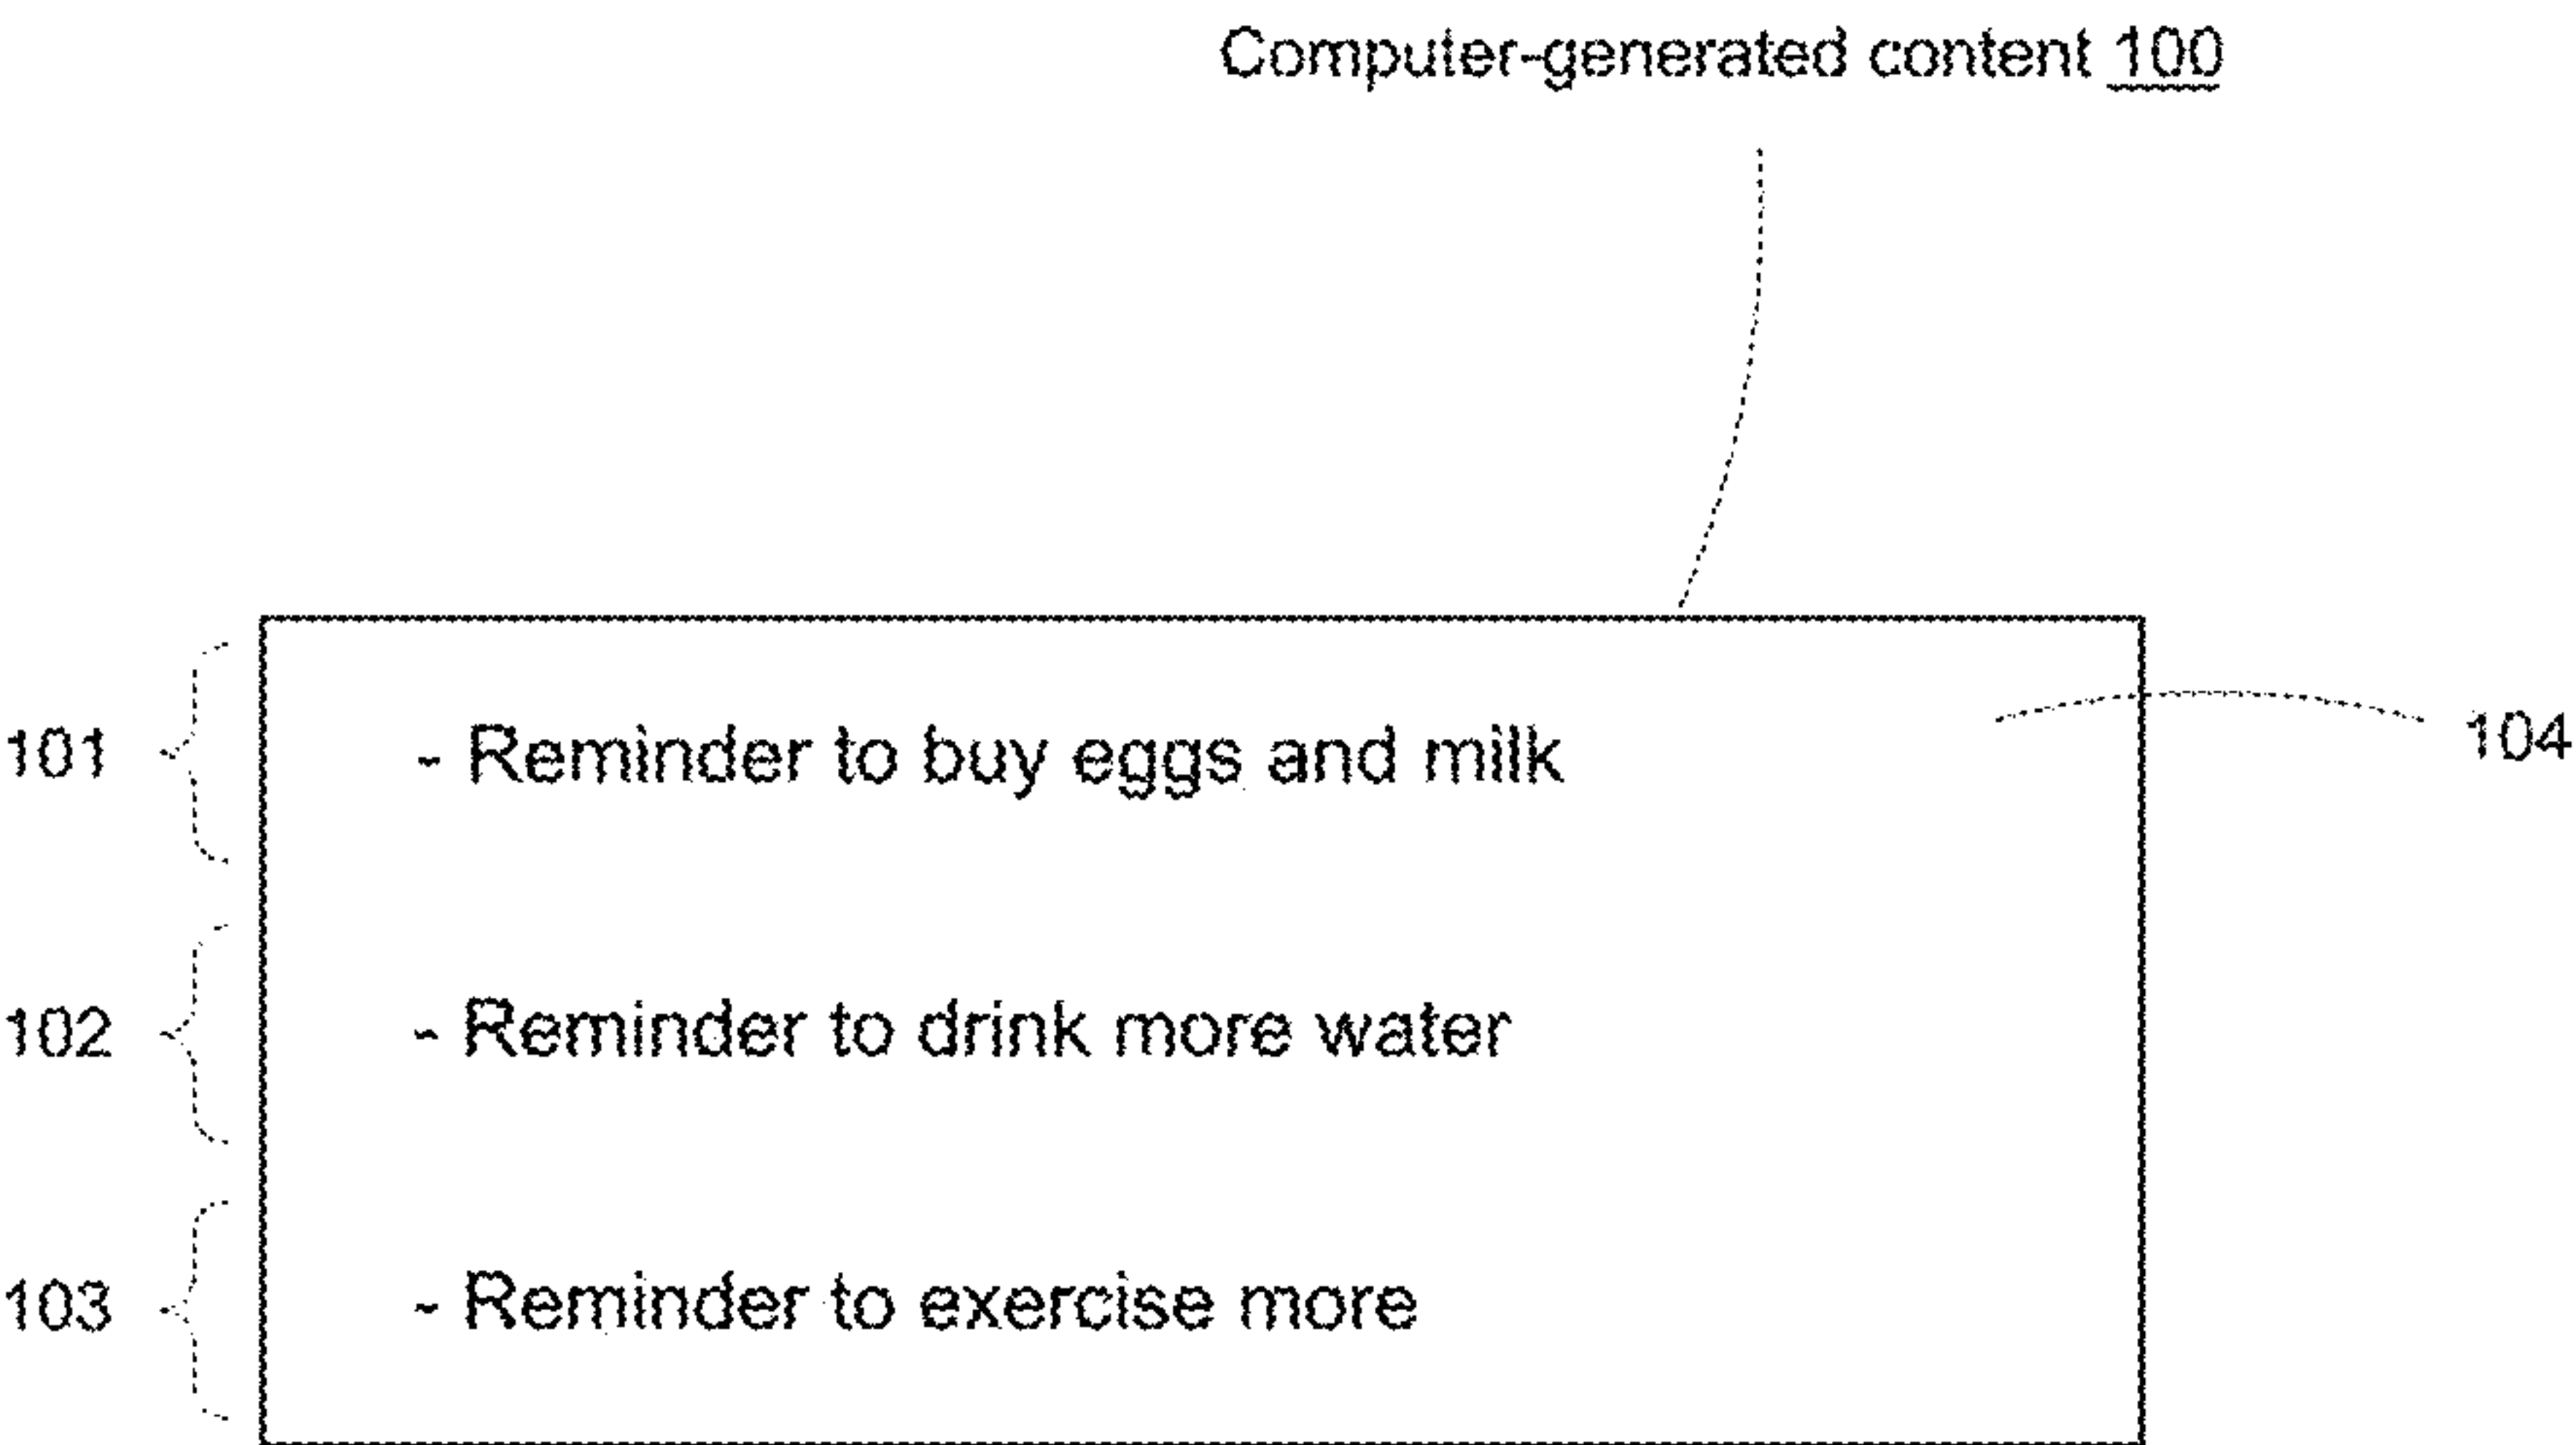 Computer-generated content 100
101
- Reminder to buy eggs and milk
104
102
- Reminder to drink more water
103
- Reminder to exercise more